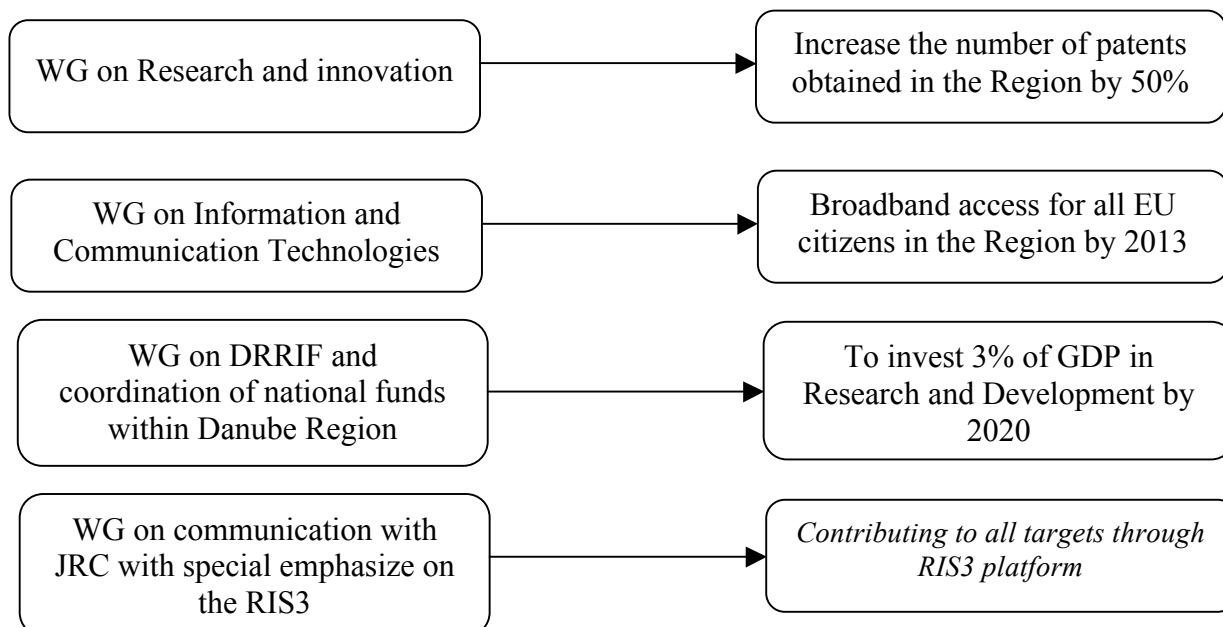 WG on Research and innovation
Increase the number of patents
obtained in the Region by 50%
WG on Information and
Communication Technologies
Broadband access for all EU
citizens in the Region by 2013
WG on DRRIF and
coordination of national funds
within Danube Region
To invest 3% of GDP in
Research and Development by
2020
WG on communication with
JRC with special emphasize on
the RIS3
Contributing to all targets through
RIS3 platform